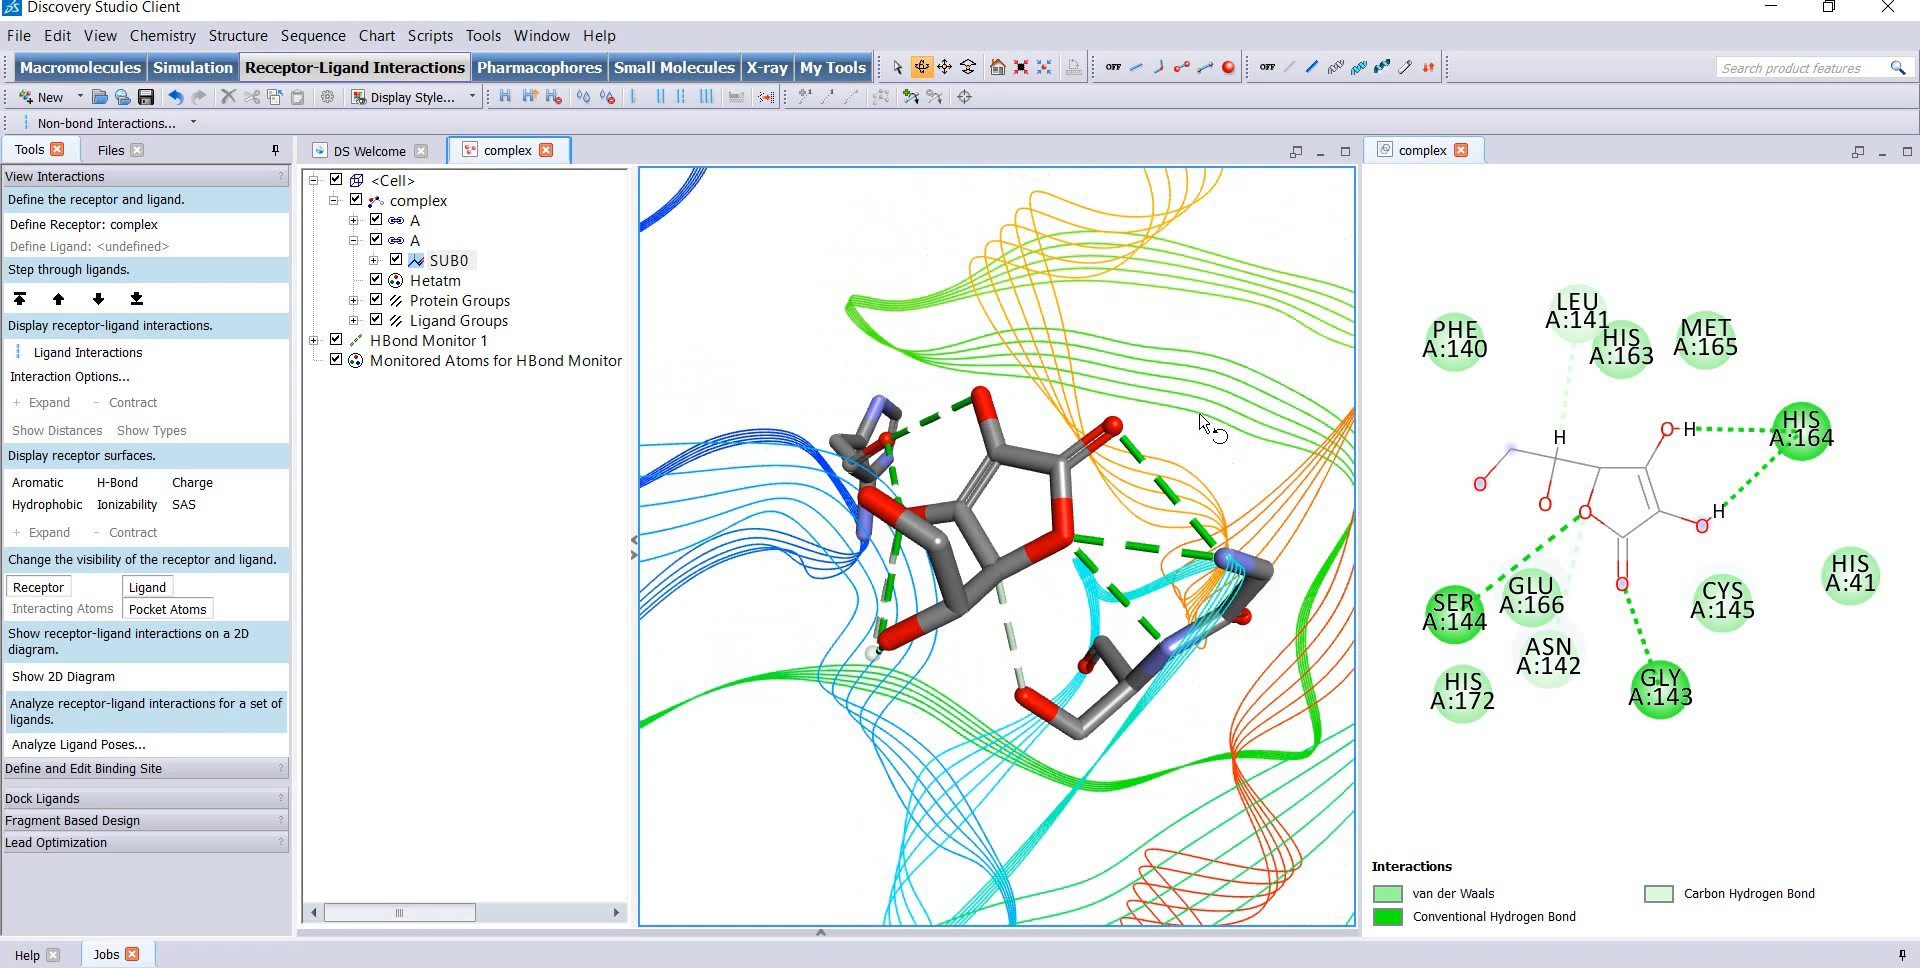 Discovery Studio Client
File Edit View Chemistry Structure Sequence Chart Scripts Tools Window Help
Macromolecules Simulation Receptor-Ligand Interactions Pharmacophores Small Molecules X-ray My Tools OFF OFF Search product features
New Display Style...
Non-bond Interactions...
Tools Files DS Welcome complex complex
View Interactions ?
Define the receptor and ligand.
Define Receptor: complex
Define Ligand: <undefined>
Step through ligands.
Display receptor-ligand interactions.
Ligand Interactions
Interaction Options...
+ Expand - Contract
Show Distances Show Types
Display receptor surfaces.
Aromatic H-Bond Charge
Hydrophobic Ionizability SAS
+ Expand - Contract
Change the visibility of the receptor and ligand.
Receptor Ligand
Interacting Atoms Pocket Atoms
Show receptor-ligand interactions on a 2D
diagram.
Show 2D Diagram
Analyze receptor-ligand interactions for a set of
ligands.
Analyze Ligand Poses...
Define and Edit Binding Site ?
Dock Ligands ?
Fragment Based Design ?
Lead Optimization ?
<Cell>
complex
A
A
SUB0
Hetatm
Protein Groups
Ligand Groups
HBond Monitor 1
Monitored Atoms for HBond Monitor
PHE
A:140
LEU
A:141
HIS
A:163
MET
A:165
HIS
A:164
O H
H
O
O
O
O
H
O
SER
A:144
GLU
A:166
CYS
A:145
HIS
A:41
ASN
A:142
HIS
A:172
GLY
A:143
Interactions
van der Waals
Conventional Hydrogen Bond
Carbon Hydrogen Bond
Help Jobs